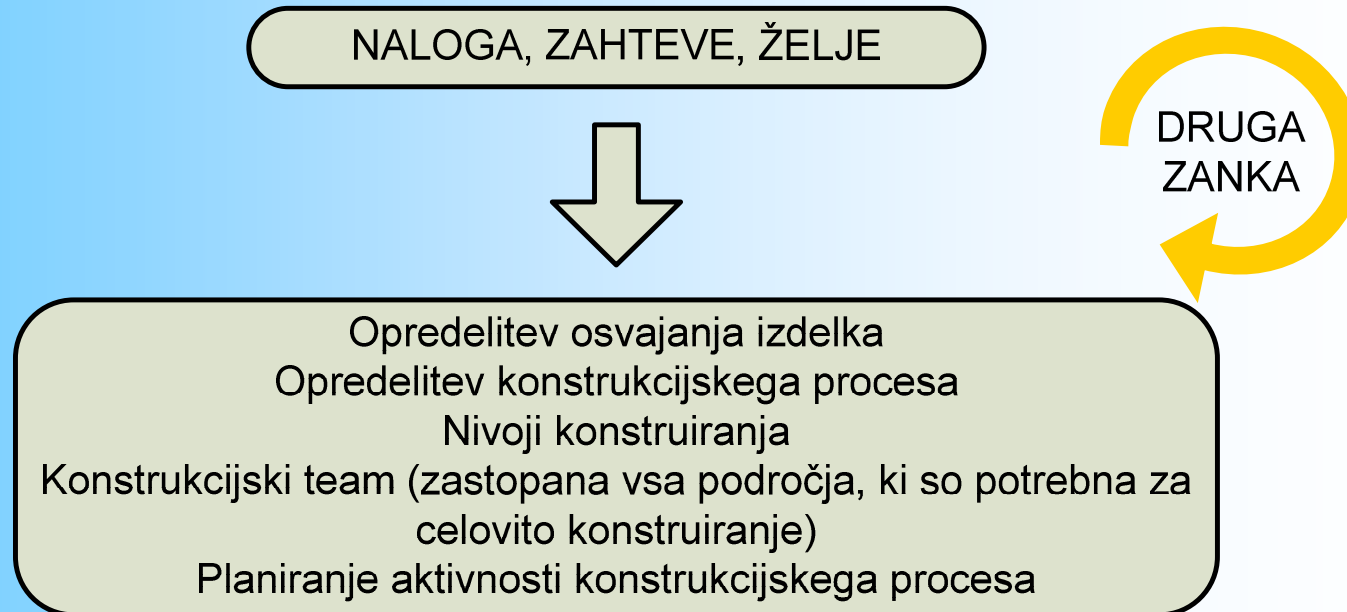 NALOGA, ZAHTEVE, ŽELJE
DRUGA
ZANKA
Opredelitev osvajanja izdelka
Opredelitev konstrukcijskega procesa
Nivoji konstruiranja
Konstrukcijski team (zastopana vsa področja, ki so potrebna za
celovito konstruiranje)
Planiranje aktivnosti konstrukcijskega procesa